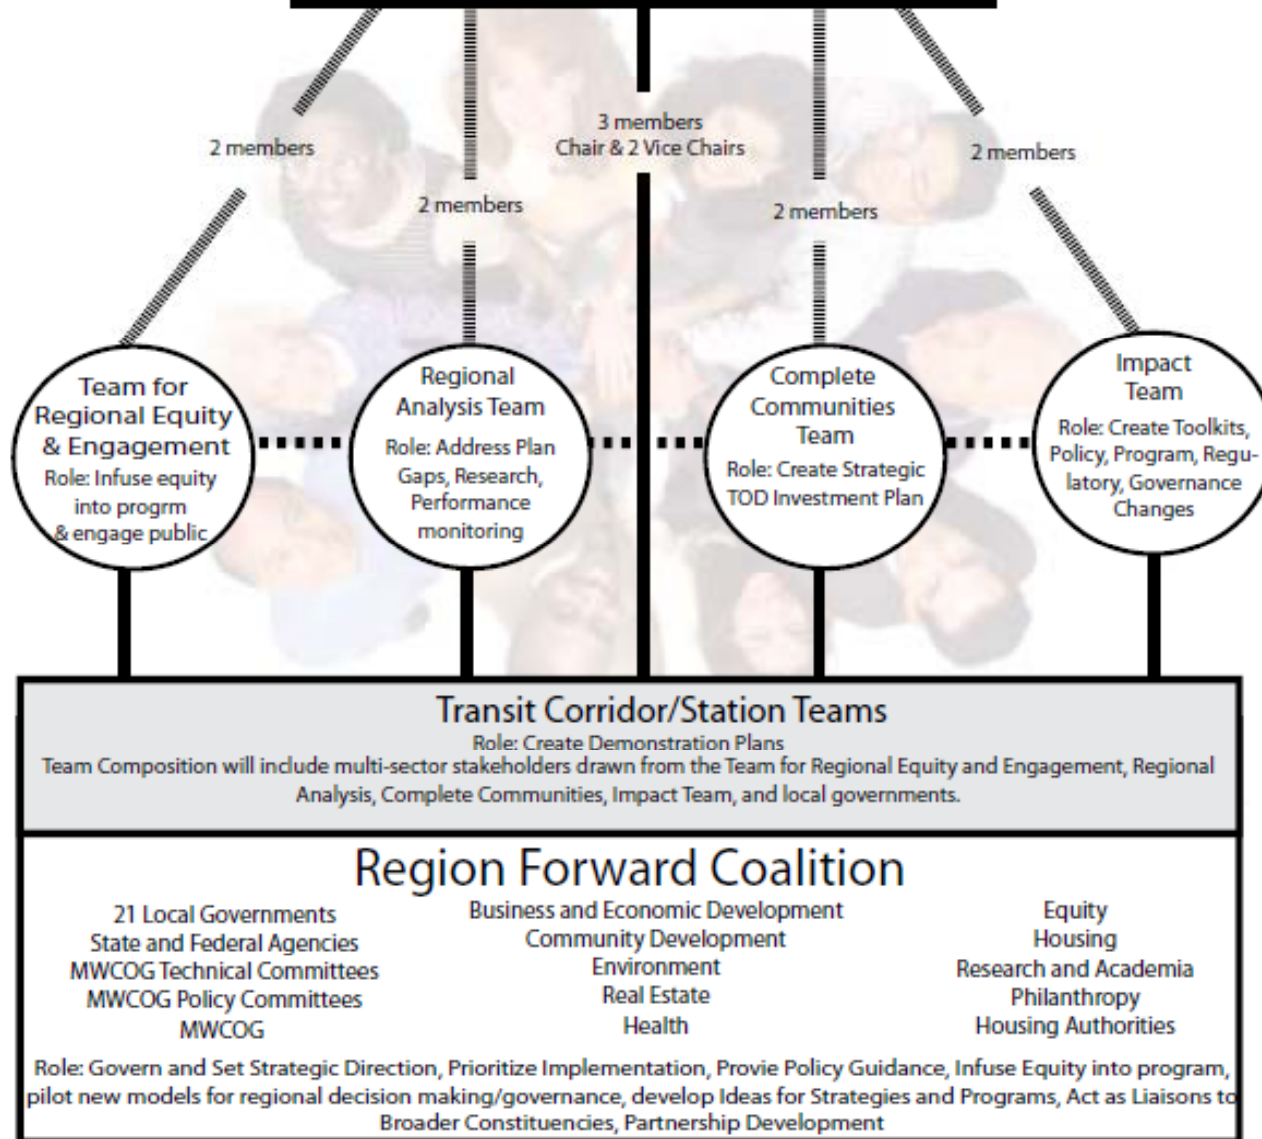 2 members
3 members
Chair & 2 Vice Chairs
2 members
2 members
2 members
Team for
Regional Equity
& Engagement
Role: Infuse equity
into progrm
& engage public
Regional
Analysis Team
Role: Address Plan
Gaps, Research,
Performance
monitoring
Complete
Communities
Team
Role: Create Strategic
TOD Investment Plan
Impact
Team
Role: Create Toolkits,
Policy, Program, Regu-
latory, Governance
Changes
Transit Corridor/Station Teams
Role: Create Demonstration Plans
Team Composition will include multi-sector stakeholders drawn from the Team for Regional Equity and Engagement, Regional
Analysis, Complete Communities, Impact Team, and local governments.
Region Forward Coalition
21 Local Governments
State and Federal Agencies
MWCOG Technical Committees
MWCOG Policy Committees
MWCOG
Business and Economic Development
Community Development
Environment
Real Estate
Health
Equity
Housing
Research and Academia
Philanthropy
Housing Authorities
Role: Govern and Set Strategic Direction, Prioritize Implementation, Provie Policy Guidance, Infuse Equity into program,
pilot new models for regional decision making/governance, develop Ideas for Strategies and Programs, Act as Liaisons to
Broader Constituencies, Partnership Development